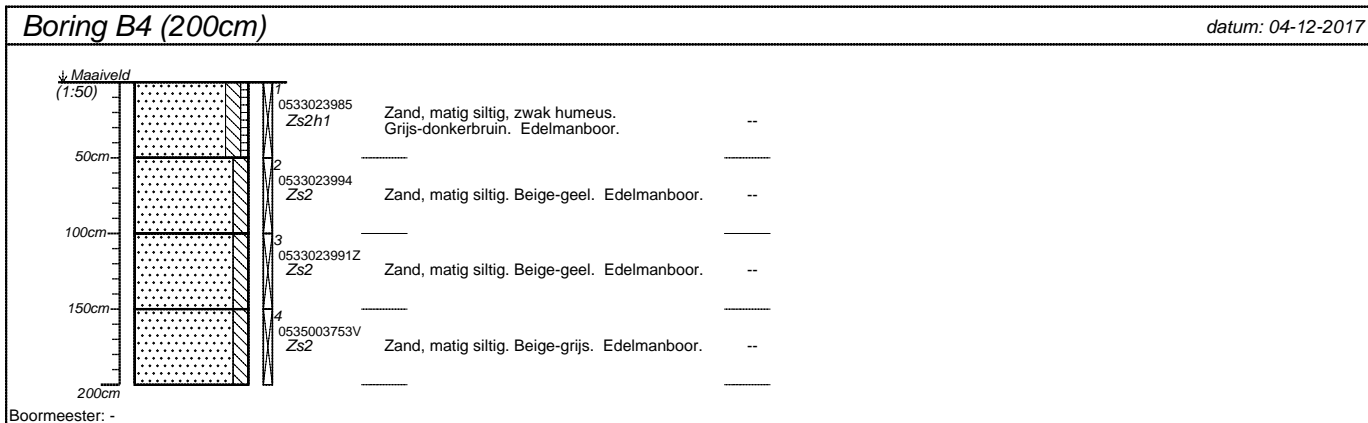 Boring B4 (200cm)
datum: 04-12-2017
Maaiveld
(1:50)
1
0533023985
Zs2h1
Zand, matig siltig, zwak humeus.
Grijs-donkerbruin. Edelmanboor.
--
50cm
2
0533023994
Zs2
Zand, matig siltig. Beige-geel. Edelmanboor.
--
100cm
3
0533023991Z
Zs2
Zand, matig siltig. Beige-geel. Edelmanboor.
--
150cm
4
0535003753V
Zs2
Zand, matig siltig. Beige-grijs. Edelmanboor.
--
200cm
Boormeester: -